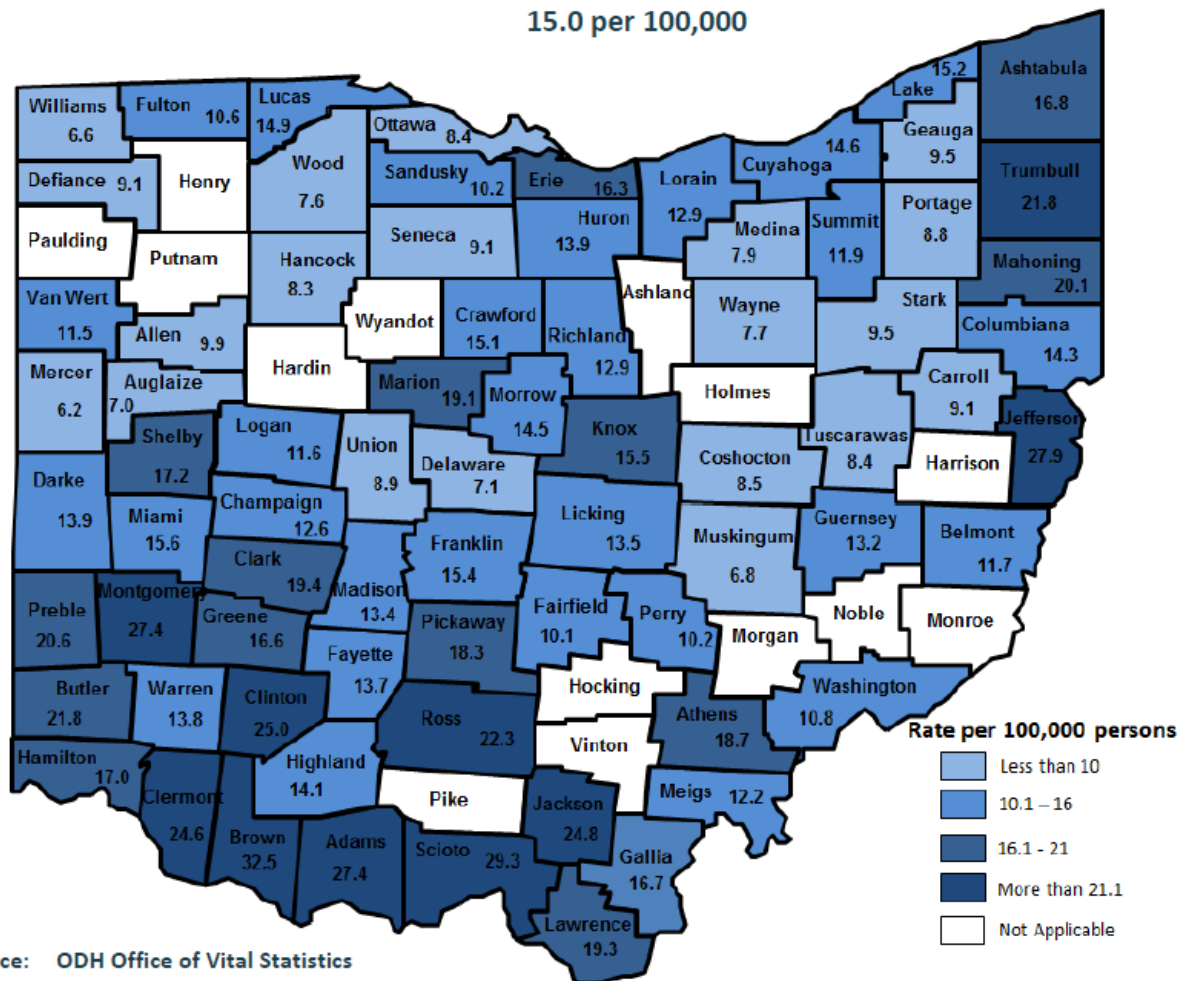 15.0 per 100,000
Williams
6.6
Fulton 10.6
Lucas
14.9
Ottawa 8.4
Lake 15.2
Ashtabula
16.8
Geauga
9.5
Cuyahoga 14.6
Defiance 9.1
Henry
Wood
7.6
Sandusky 10.2
Erie 16.3
Lorain
12.9
Trumbull
21.8
Paulding
Putnam
Hancock
8.3
Seneca 9.1
Huron
13.9
Medina
7.9
Summit
11.9
Portage
8.8
Mahoning
20.1
Van Wert
11.5
Allen 9.9
Hardin
Wyandot
Crawford
15.1
Richland
12.9
Ashland
Wayne
7.7
Stark
9.5
Columbiana
14.3
Mercer
6.2
Auglaize
7.0
Marion
19.1
Morrow
14.5
Holmes
Carroll
9.1
Jefferson
27.9
Shelby
17.2
Logan
11.6
Union
8.9
Delaware
7.1
Knox
15.5
Coshocton
8.5
Tuscarawas
8.4
Harrison
Darke
13.9
Miami
15.6
Champaign
12.6
Clark
19.4
Madison
13.4
Franklin
15.4
Licking
13.5
Muskingum
6.8
Guernsey
13.2
Belmont
11.7
Preble
20.6
Montgomery
27.4
Greene
16.6
Fayette
13.7
Pickaway
18.3
Fairfield
10.1
Perry
10.2
Morgan
Noble
Monroe
Butler
21.8
Warren
13.8
Clinton
25.0
Ross
22.3
Hocking
Vinton
Athens
18.7
Washington
10.8
Hamilton
17.0
Clermont
24.6
Brown
32.5
Highland
14.1
Adams
27.4
Pike
Scioto 29.3
Jackson
24.8
Meigs 12.2
Gallia
16.7
Lawrence
19.3
Rate per 100,000 persons
Less than 10
10.1 – 16
16.1 - 21
More than 21.1
Not Applicable
ce: ODH Office of Vital Statistics